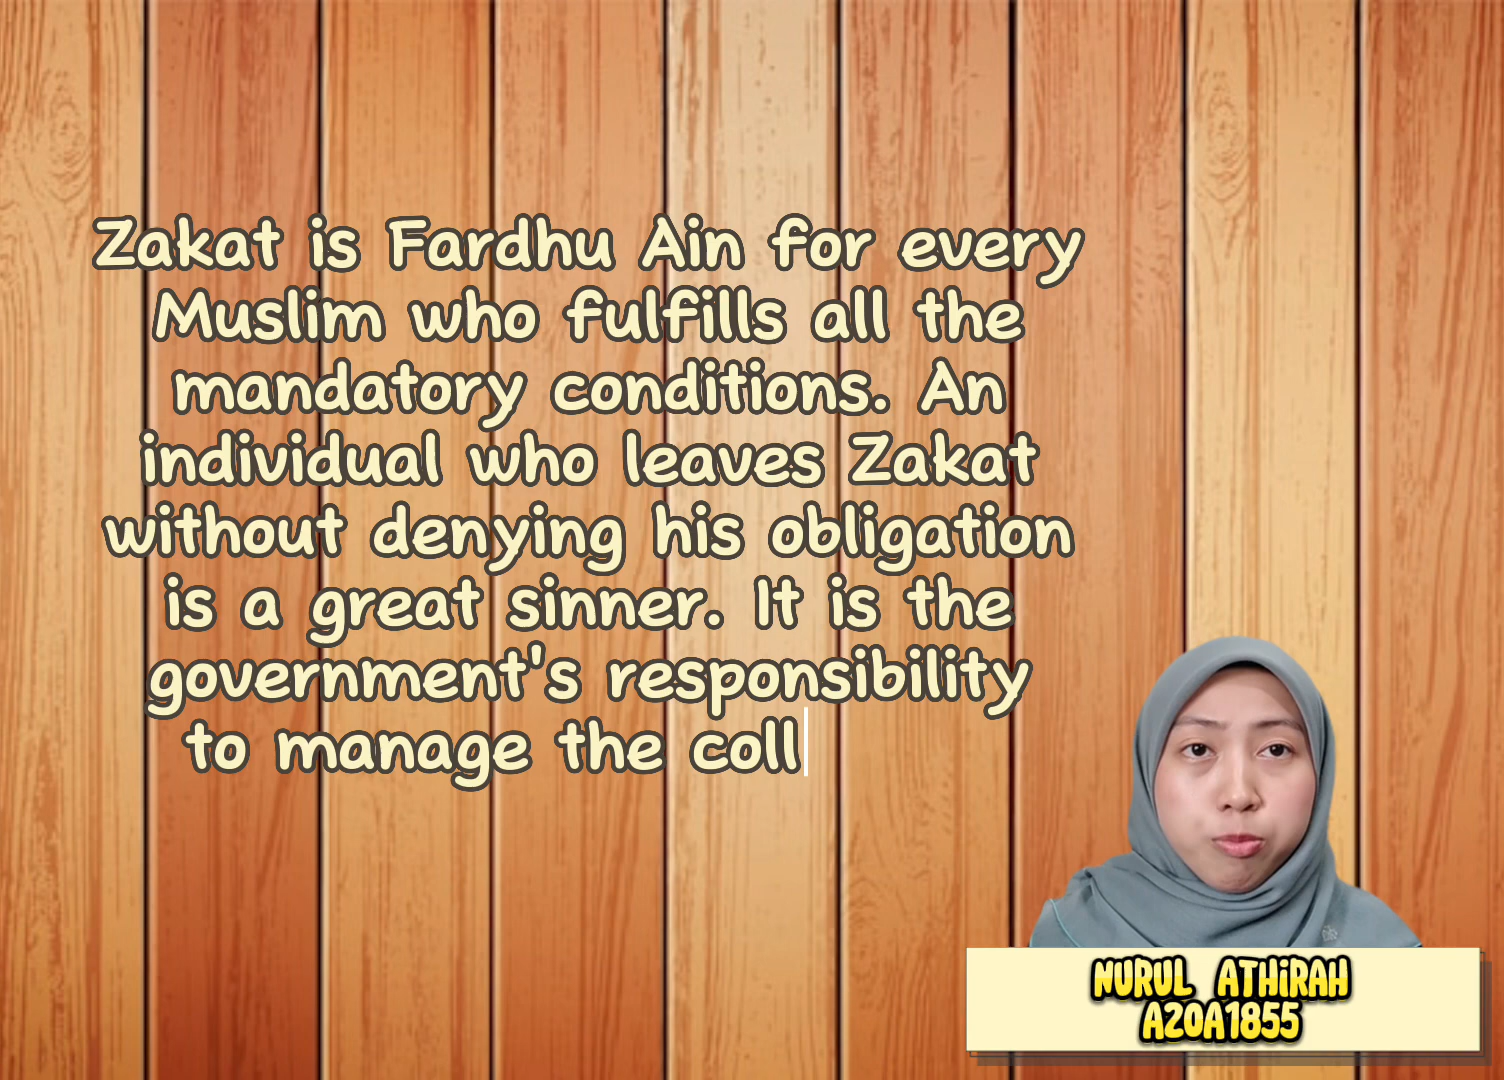 Zakat is Fardhu Ain for every
Muslim who fulfills all the
mandatory conditions. An
individual who leaves Zakat
without denying his obligation
is a great sinner. It is the
government's responsibility
to manage the coll
NURUL ATHiRAH
A20A1855